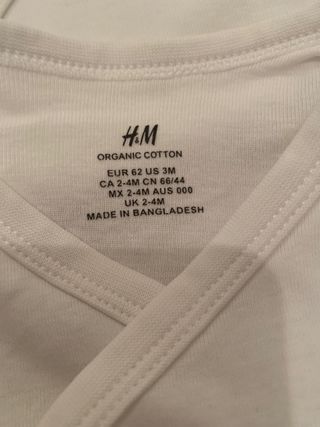 H&M
ORGANIC COTTON
EUR 62 US 3M
CA 2-4M CN 66/44
MX 2-4M AUS 000
UK 2-4M
MADE IN BANGLADESH